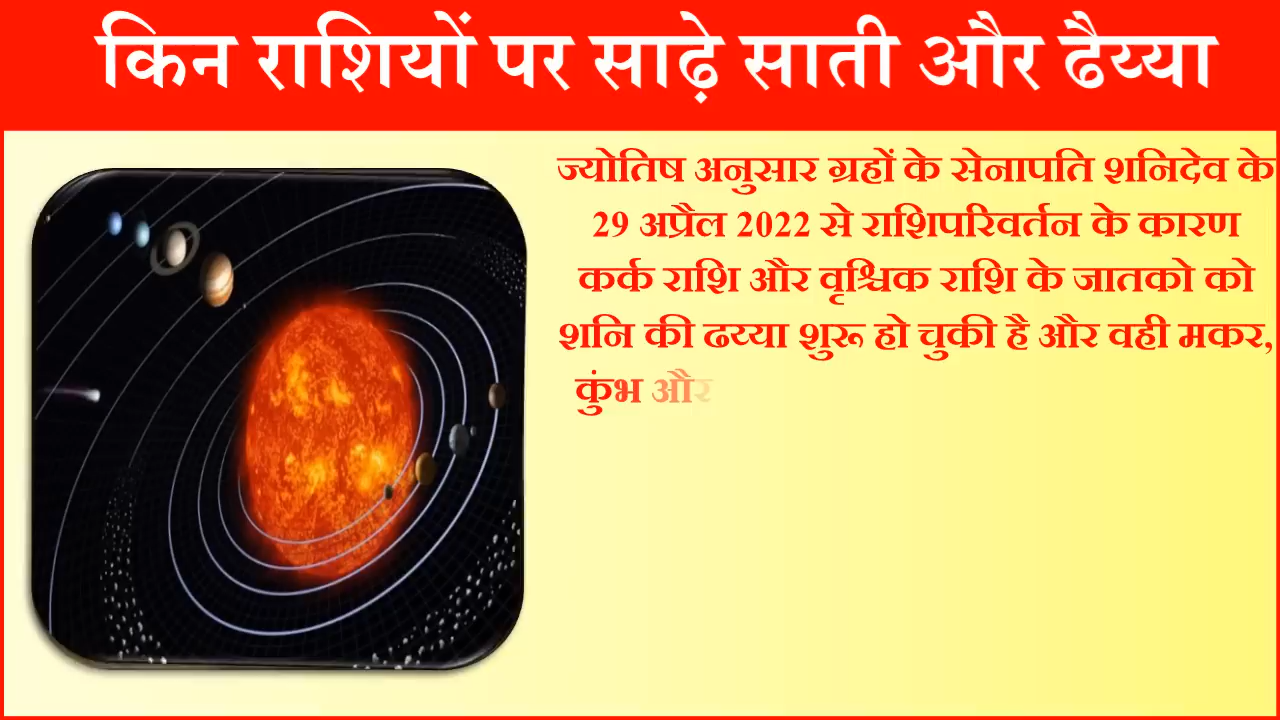 किन राशियों पर साढ़े साती और ढैय्या
ज्योतिष अनुसार ग्रहों के सेनापति शनिदेव के
29 अप्रैल 2022 से राशिपरिवर्तन के कारण
कर्क राशि और वृश्चिक राशि के जातको को
शनि की ढय्या शुरू हो चुकी है और वही मकर,
कुंभ और